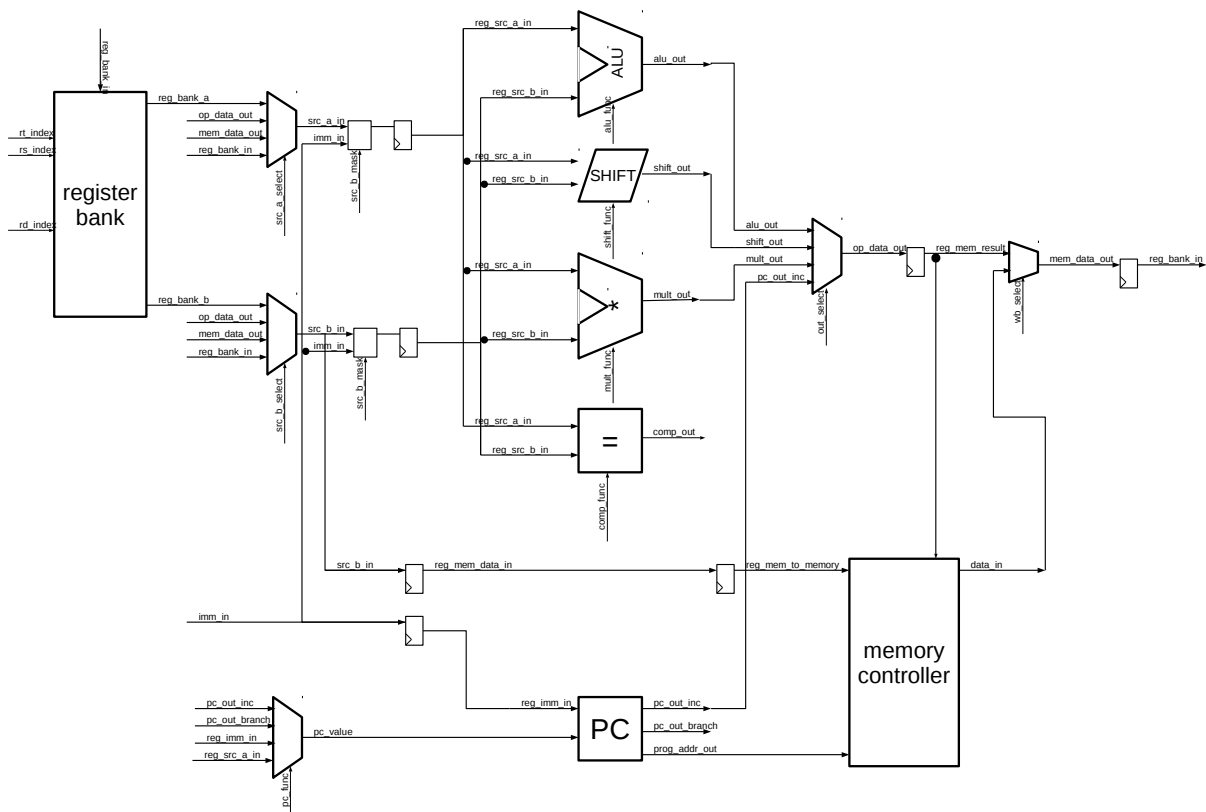 reg_bank_in
rt_index
rs_index
rd_index
register
bank
reg_bank_a
op_data_out
mem_data_out
reg_bank_in
src_a_select
src_a_in
imm_in
src_b_mask
reg_bank_b
op_data_out
mem_data_out
reg_bank_in
src_b_select
src_b_in
imm_in
src_b_mask
reg_src_a_in
reg_src_b_in
ALU
alu_func
alu_out
reg_src_a_in
reg_src_b_in
SHIFT
shift_func
shift_out
reg_src_a_in
reg_src_b_in
*
mult_func
mult_out
reg_src_a_in
reg_src_b_in
=
comp_func
comp_out
alu_out
shift_out
mult_out
pc_out_inc
out_select
op_data_out
reg_mem_result
wb_select
mem_data_out
reg_bank_in
src_b_in
reg_mem_data_in
reg_mem_to_memory
data_in
memory
controller
imm_in
reg_imm_in
pc_out_inc
pc_out_branch
reg_imm_in
reg_src_a_in
pc_func
pc_value
PC
pc_out_inc
pc_out_branch
prog_addr_out